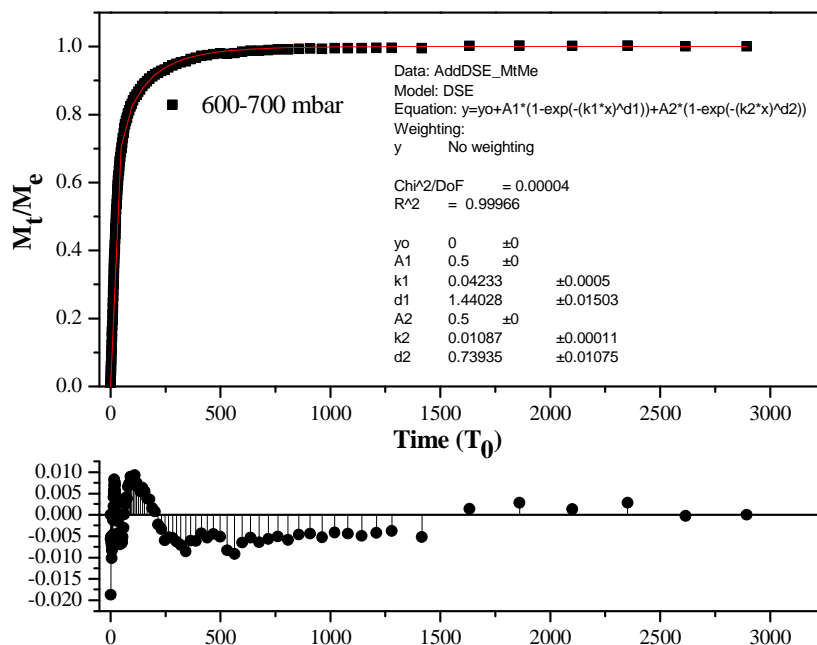 1.0
0.8
0.6
0.4
0.2
0.0
M_t/M_e
600-700 mbar
Data: AddDSE_MtMe
Model: DSE
Equation: y=yo+A1*(1-exp(-(k1*x)^d1))+A2*(1-exp(-(k2*x)^d2))
Weighting:
y No weighting
Chi^2/DoF = 0.00004
R^2 = 0.99966
yo 0 ±0
A1 0.5 ±0
k1 0.04233 ±0.0005
d1 1.44028 ±0.01503
A2 0.5 ±0
k2 0.01087 ±0.00011
d2 0.73935 ±0.01075
0 500 1000 1500 2000 2500 3000
Time (T_0)
0.010
0.005
0.000
-0.005
-0.010
-0.015
-0.020
0 500 1000 1500 2000 2500 3000